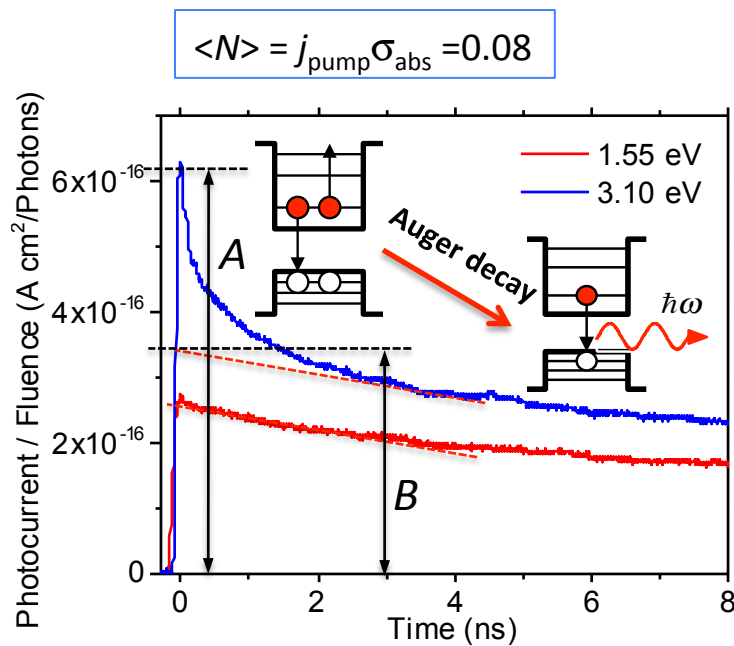 <N> = jpumpσabs =0.08
1.55 eV
3.10 eV
6x10-16
4x10-16
2x10-16
0
A
B
Auger decay
ħω
0
2
4
6
8
Time (ns)
Photocurrent / Fluence (A cm²/Photons)